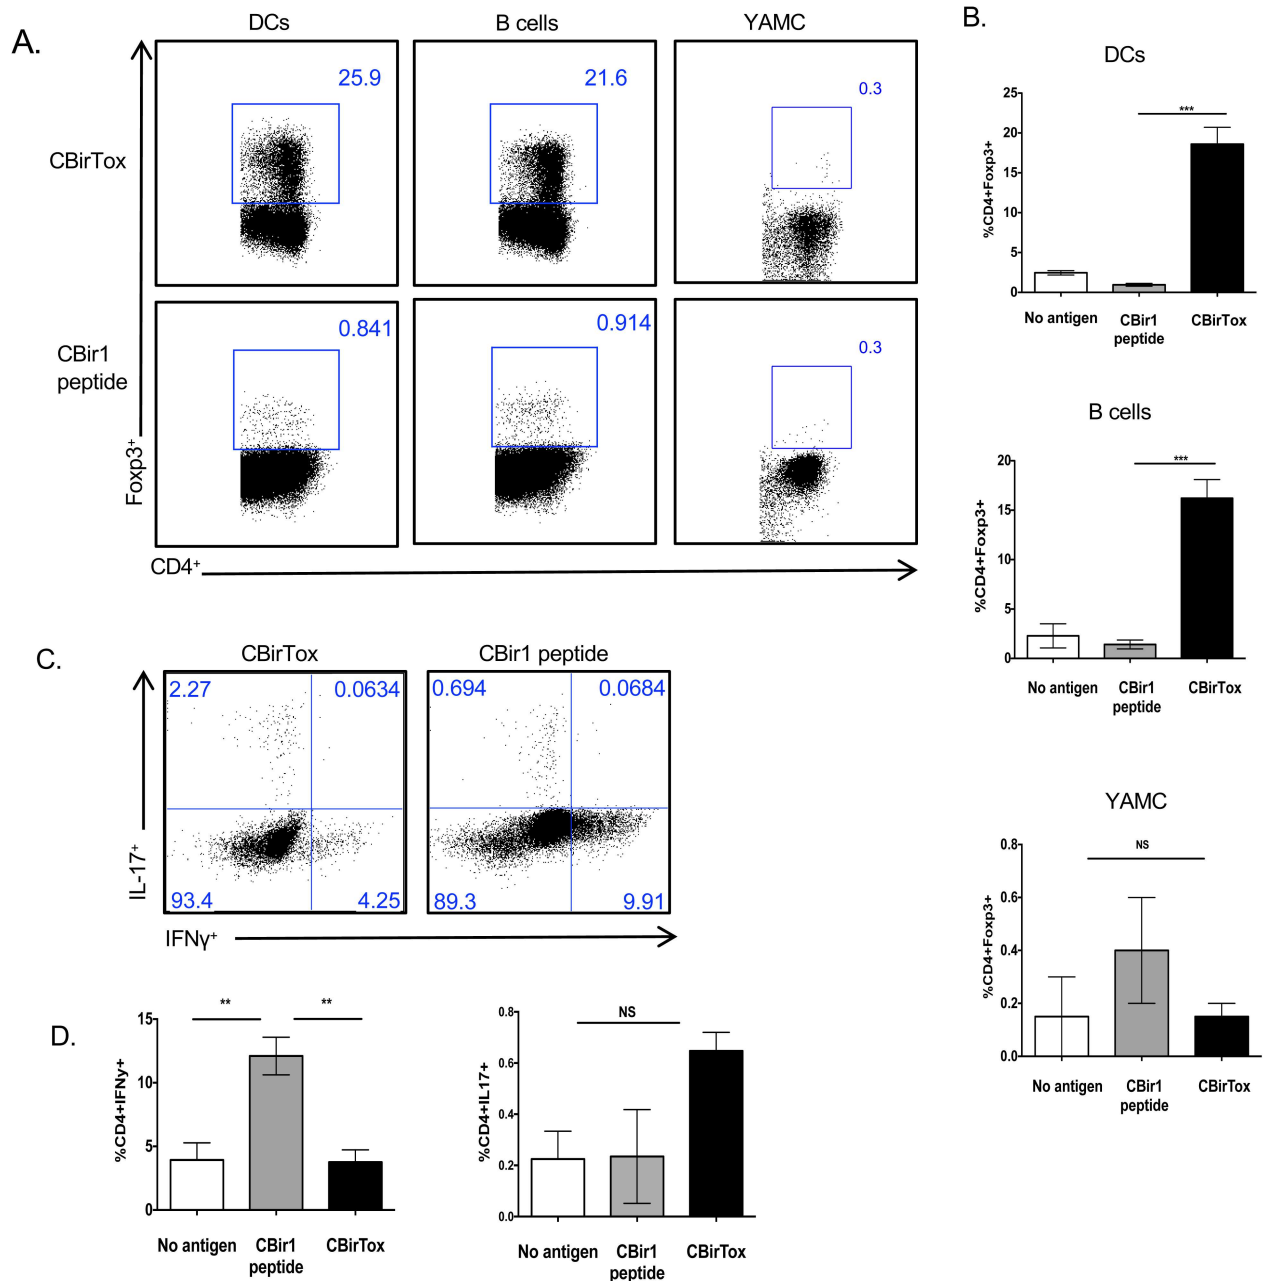 A.
DCs
B cells
YAMC
CBirTox
25.9
21.6
0.3
CBir1
peptide
0.841
0.914
0.3
Foxp3+
CD4+
B.
DCs
25
20
15
10
5
0
%CD4+Foxp3+
***
No antigen
CBir1
peptide
CBirTox
B cells
20
15
10
5
0
%CD4+Foxp3+
***
No antigen
CBir1
peptide
CBirTox
YAMC
0.8
0.6
0.4
0.2
0.0
%CD4+Foxp3+
NS
No antigen
CBir1
peptide
CBirTox
C.
CBirTox
CBir1 peptide
2.27
0.0634
93.4
4.25
0.694
0.0684
89.3
9.91
IL-17+
IFNγ+
D.
15
10
5
0
%CD4+IFNy+
**
**
No antigen
CBir1
peptide
CBirTox
0.8
0.6
0.4
0.2
0.0
%CD4+IL17+
NS
No antigen
CBir1
peptide
CBirTox